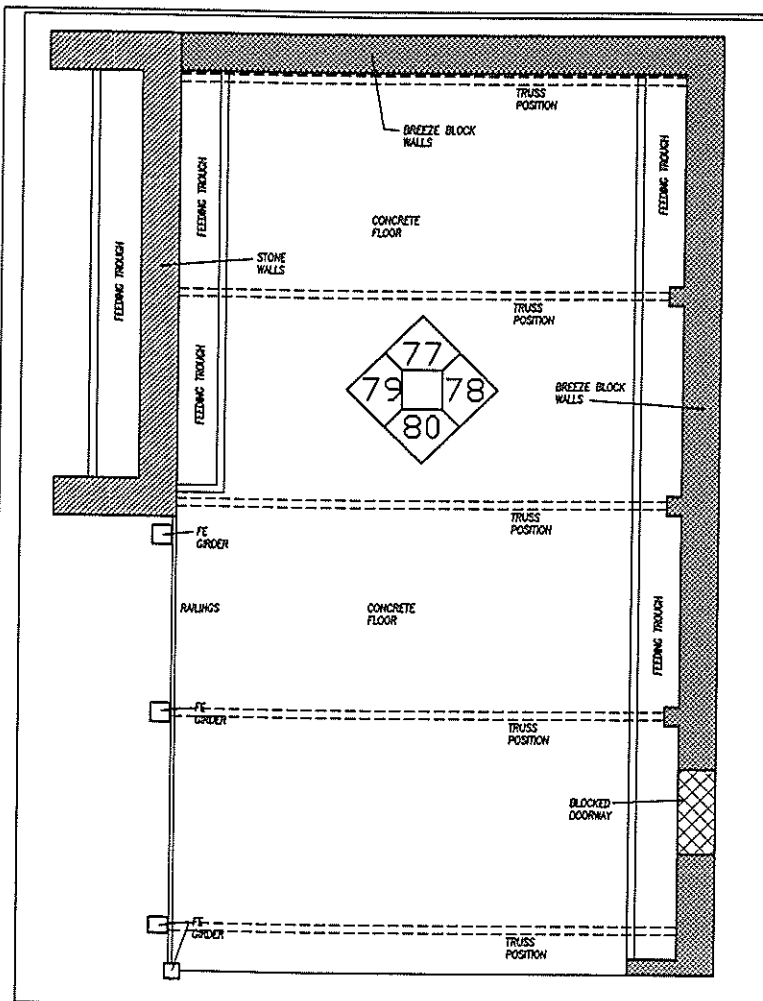 TRUSS
POSITION
BREEZE BLOCK
WALLS
FEEDING TROUGH
FEEDING TROUGH
CONCRETE
FLOOR
FEEDING TROUGH
STONE
WALLS
TRUSS
POSITION
77
79 78
80
FEEDING TROUGH
BREEZE BLOCK
WALLS
TRUSS
POSITION
FE
GIRDER
RAILINGS
CONCRETE
FLOOR
FEEDING TROUGH
FE
GIRDER
TRUSS
POSITION
BLOCKED
DOORWAY
FE
GIRDER
TRUSS
POSITION